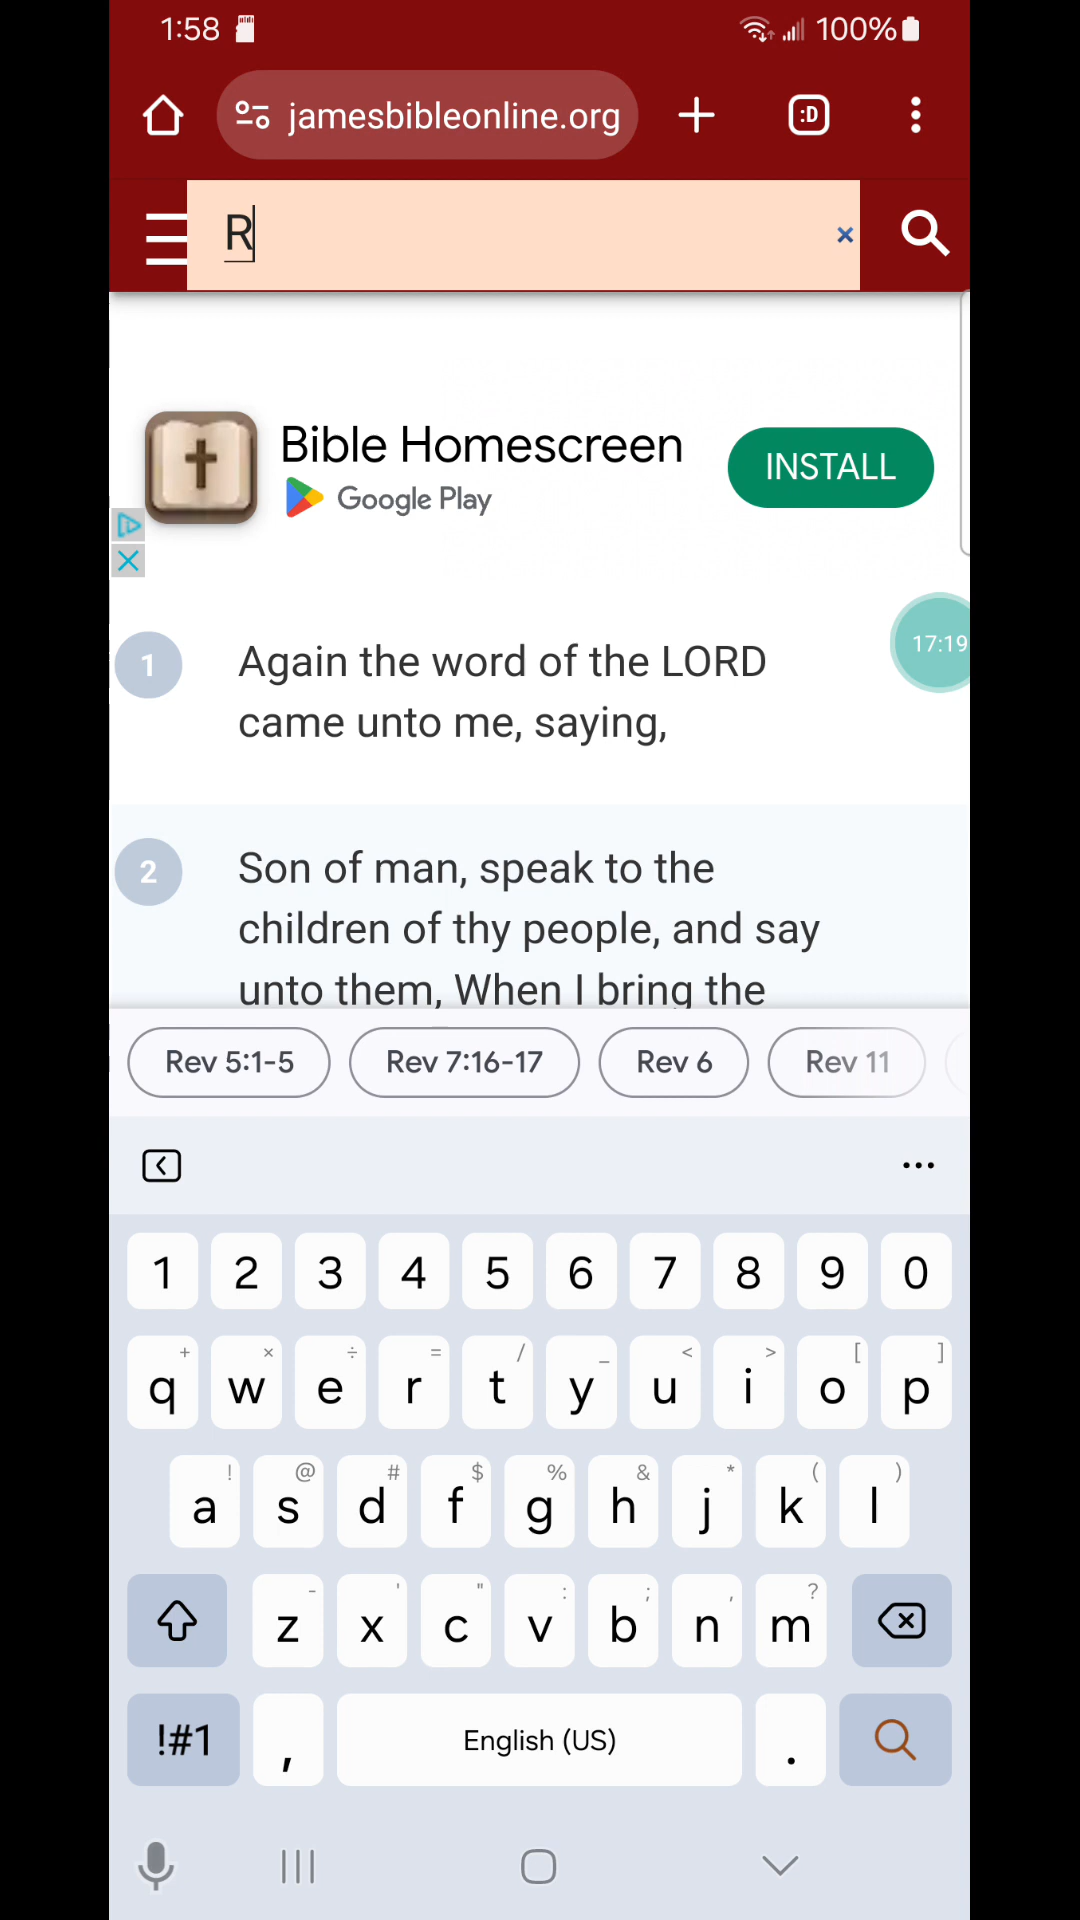 1:58 100%
jamesbibleonline.org :D
R ×
Bible Homescreen
Google Play
INSTALL
17:19
1 Again the word of the LORD
came unto me, saying,
2 Son of man, speak to the
children of thy people, and say
unto them, When I bring the
Rev 5:1-5 Rev 7:16-17 Rev 6 Rev 11
...
1 2 3 4 5 6 7 8 9 0
+ × ÷ = / _ < > [ ]
q w e r t y u i o p
! @ # $ % & * ( )
a s d f g h j k l
- ' " : ; , ?
z x c v b n m
!#1 , English (US) .